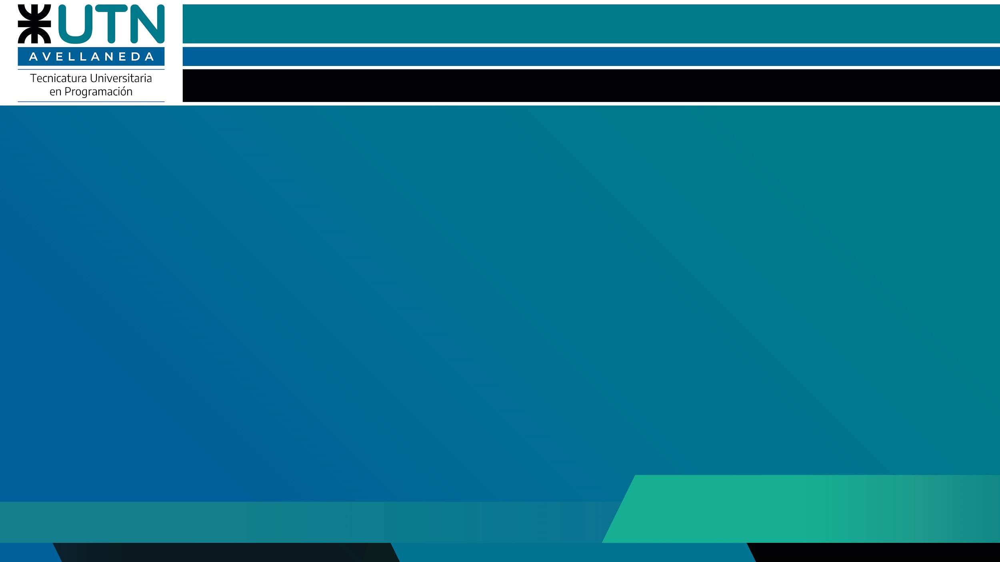 UTN
AVELLANEDA
Tecnicatura Universitaria
en Programación